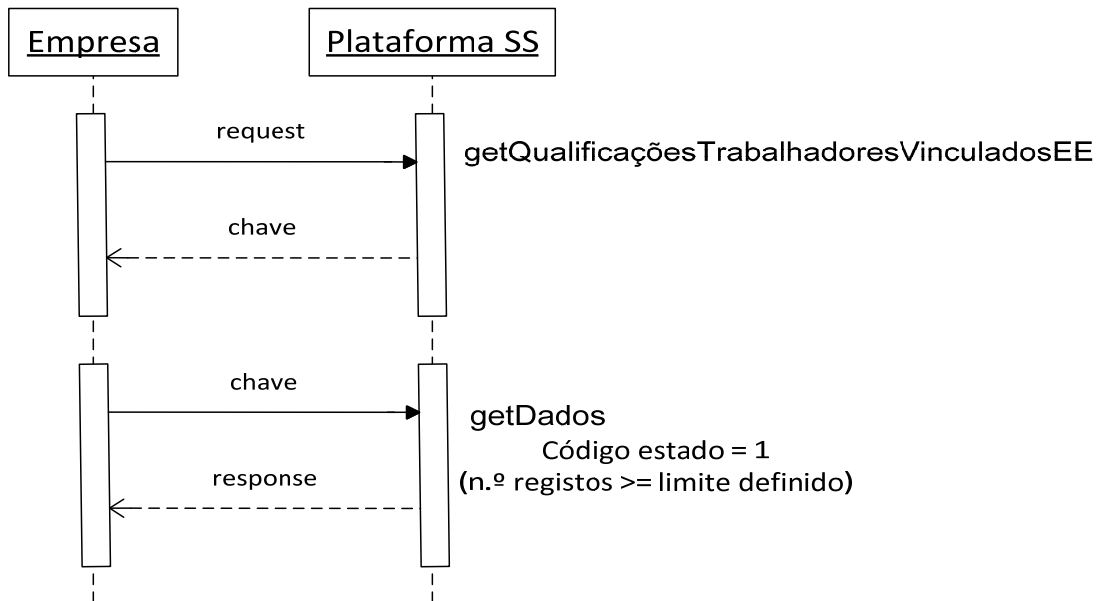 Empresa
Plataforma SS
request
getQualificaçõesTrabalhadoresVinculadosEE
chave
chave
getDados
Código estado = 1
response
(n.º registos >= limite definido)